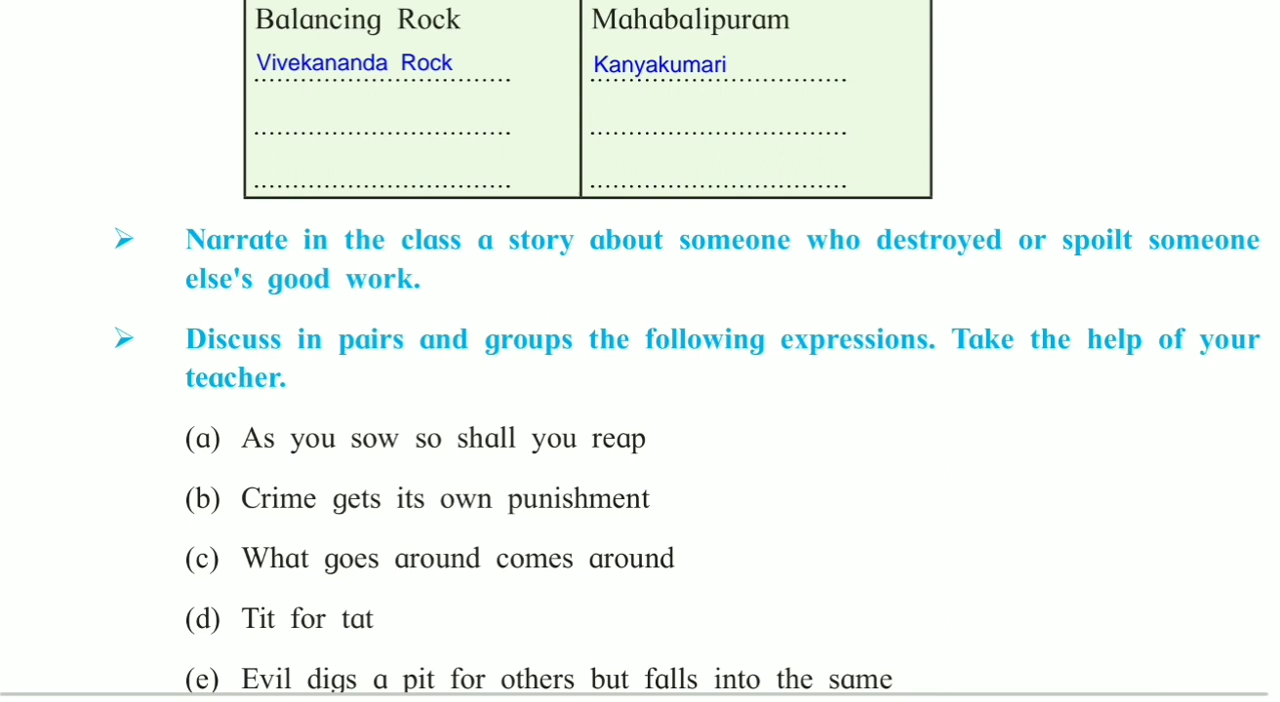 Balancing Rock
Mahabalipuram
Vivekananda Rock
Kanyakumari
.................................
.................................
.................................
.................................
.................................
.................................
➢ Narrate in the class a story about someone who destroyed or spoilt someone
else's good work.
➢ Discuss in pairs and groups the following expressions. Take the help of your
teacher.
(a) As you sow so shall you reap
(b) Crime gets its own punishment
(c) What goes around comes around
(d) Tit for tat
(e) Evil digs a pit for others but falls into the same